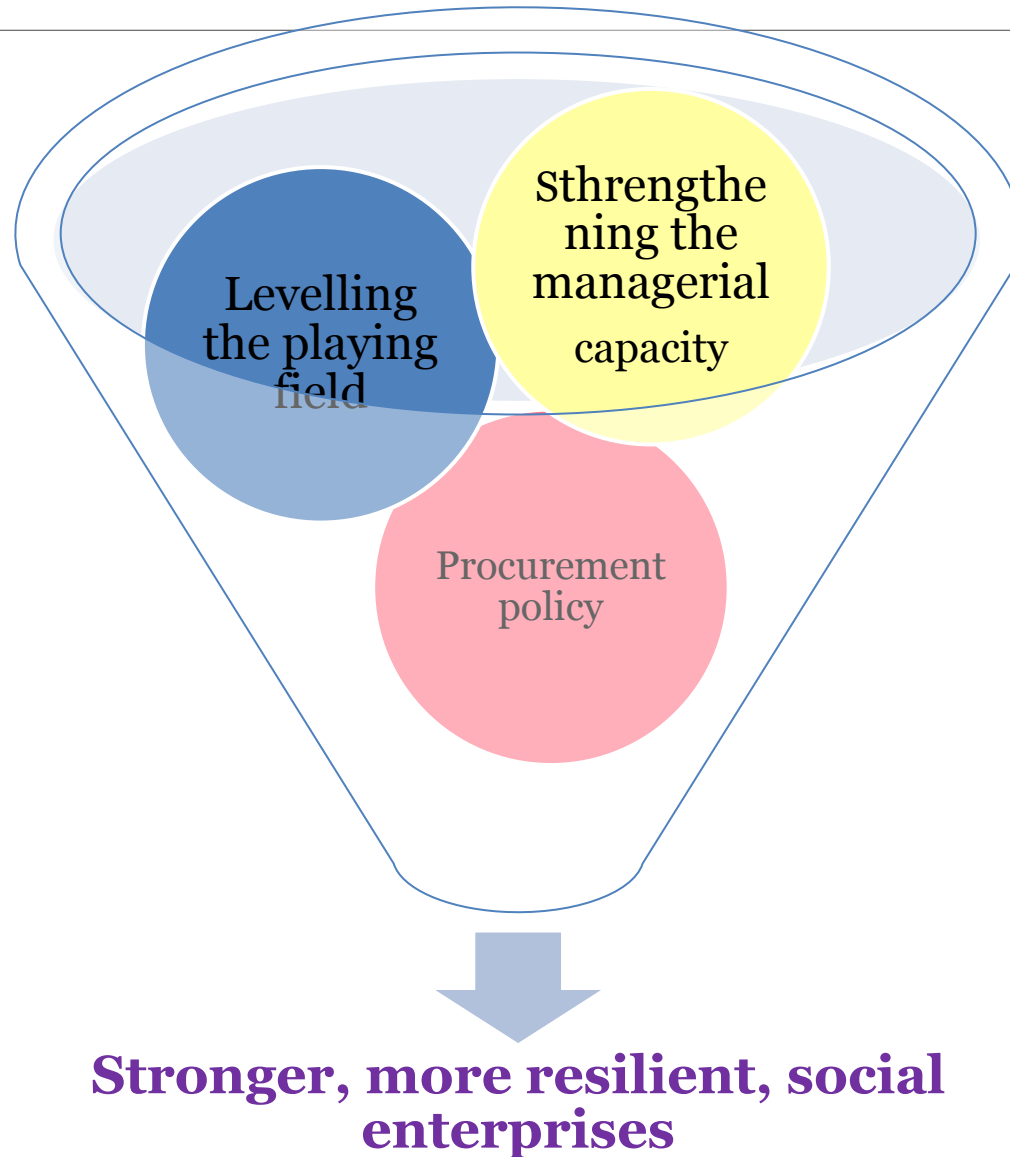 Sthrengthe
ning the
managerial
capacity
Levelling
the playing
field
Procurement
policy
Stronger, more resilient, social
enterprises